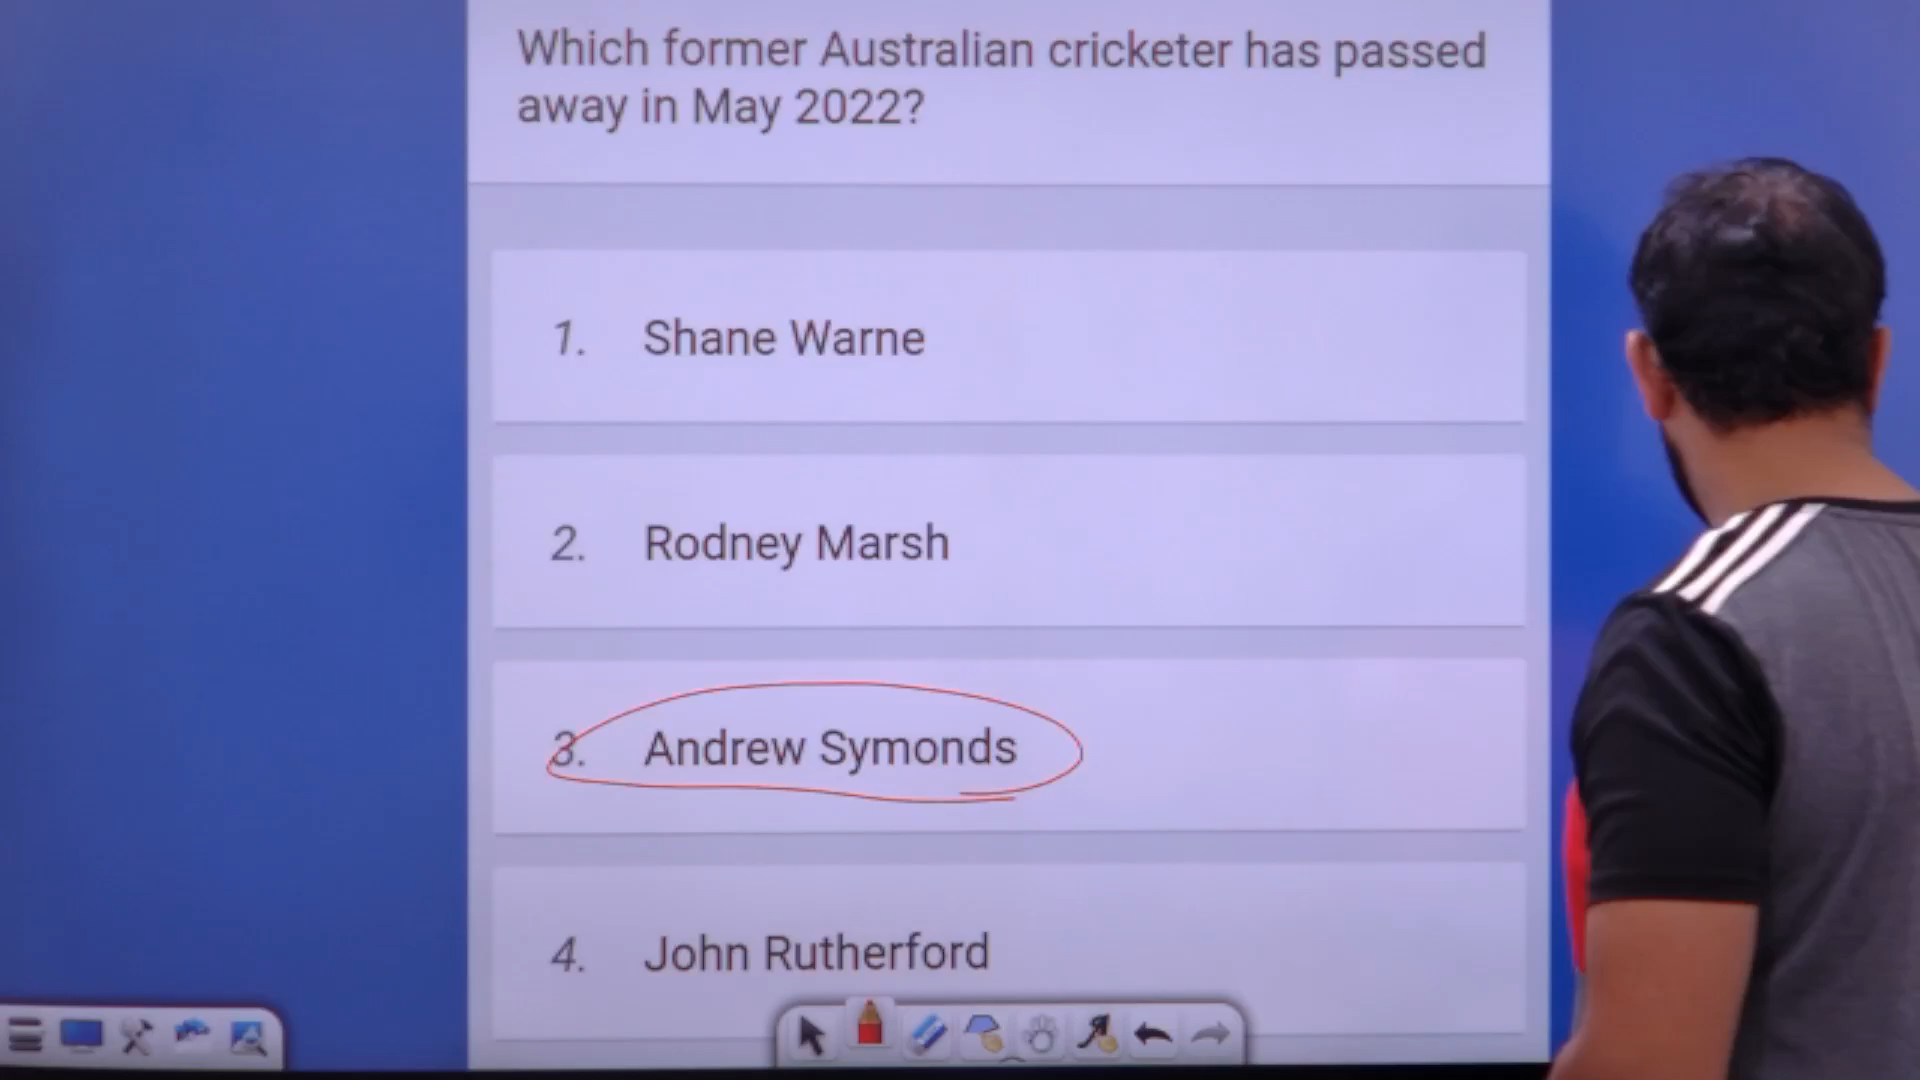 Which former Australian cricketer has passed
away in May 2022?
1. Shane Warne
2. Rodney Marsh
3. Andrew Symonds
4. John Rutherford